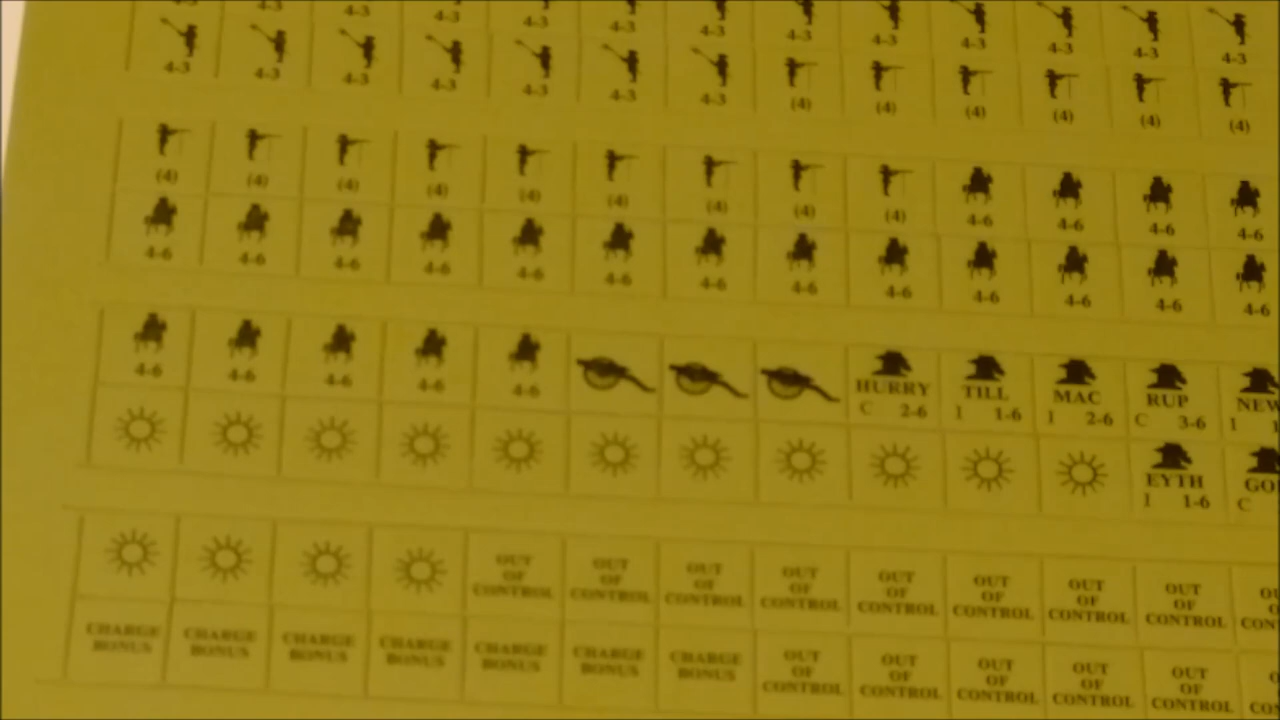 4-3 4-3 4-3 4-3 4-3 4-3 4-3 4-3 4-3 4-3 4-3 4-3
4-3 4-3 4-3 4-3 4-3 4-3 4-3 (4) (4) (4) (4) (4) (4)
(4) (4) (4) (4) (4) (4) (4) (4) (4) 4-6 4-6 4-6 4-6
4-6 4-6 4-6 4-6 4-6 4-6 4-6 4-6 4-6 4-6 4-6 4-6 4-6
4-6 4-6 4-6 4-6 4-6 HURRY TILL MAC RUP NEW
C 2-6 1 1-6 1 2-6 C 3-6 1 1
EYTH GO
1 1-6 C
OUT OUT OUT OUT OUT OUT OUT OUT OU
OF OF OF OF OF OF OF OF
CONTROL CONTROL CONTROL CONTROL CONTROL CONTROL CONTROL CONTROL CON
CHARGE CHARGE CHARGE CHARGE CHARGE CHARGE CHARGE OUT OUT OUT OUT OUT OU
BONUS BONUS BONUS BONUS BONUS BONUS BONUS OF OF OF OF OF
CONTROL CONTROL CONTROL CONTROL CONTROL CON